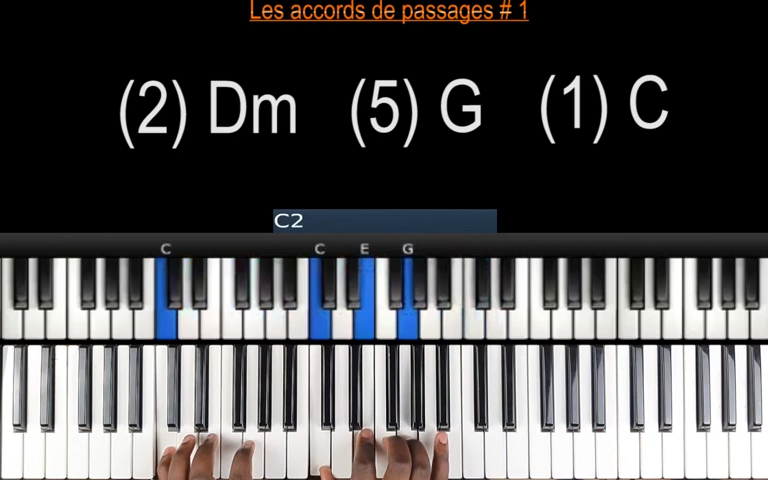 Les accords de passages # 1
(2) Dm (5) G (1) C
C2
C C E G